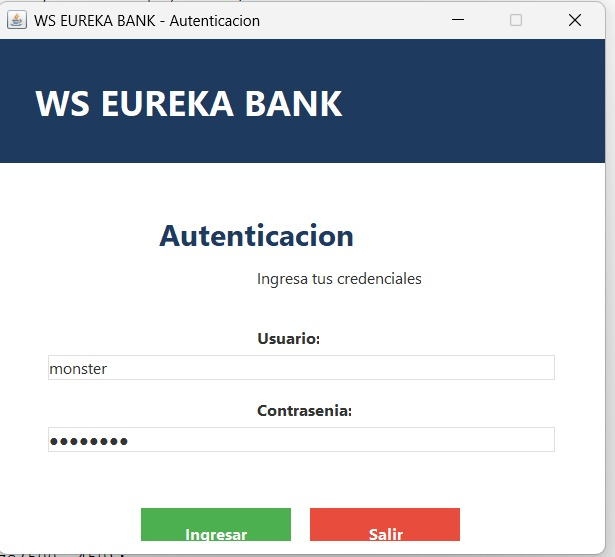 WS EUREKA BANK - Autenticacion
WS EUREKA BANK
Autenticacion
Ingresa tus credenciales
Usuario:
monster
Contrasenia:
●●●●●●●●
Ingresar Salir